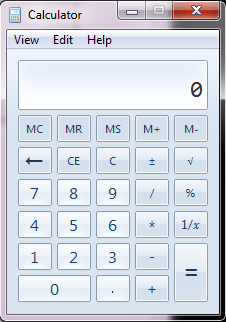 Calculator
View Edit Help
0
MC MR MS M+ M-
← CE C ± √
7 8 9 / %
4 5 6 * 1/x
1 2 3 - =
0 . +